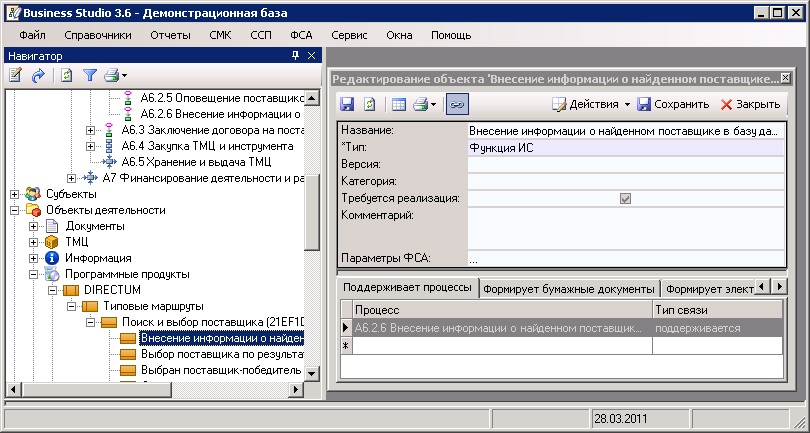 Business Studio 3.6 - Демонстрационная база
Файл Справочники Отчеты СМК ССП ФСА Сервис Окна Помощь
Навигатор
A6.2.5 Оповещение поставщико
A6.2.6 Внесение информации о
A6.3 Заключение договора на поста
A6.4 Закупка ТМЦ и инструмента
A6.5 Хранение и выдача ТМЦ
A7 Финансирование деятельности и ра
Субъекты
Объекты деятельности
Документы
ТМЦ
Информация
Программные продукты
DIRECTUM
Типовые маршруты
Поиск и выбор поставщика (21EF1D
Внесение информации о найден
Выбор поставщика по результа
Выбран поставщик-победитель
Редактирование объекта 'Внесение информации о найденном поставщике...
Действия Сохранить Закрыть
Название: Внесение информации о найденном поставщике в базу да...
*Тип: Функция ИС
Версия:
Категория:
Требуется реализация:
Комментарий:
Параметры ФСА: ...
Поддерживает процессы Формирует бумажные документы Формирует элект
Процесс Тип связи
A6.2.6 Внесение информации о найденном поставщик... поддерживается
*
28.03.2011